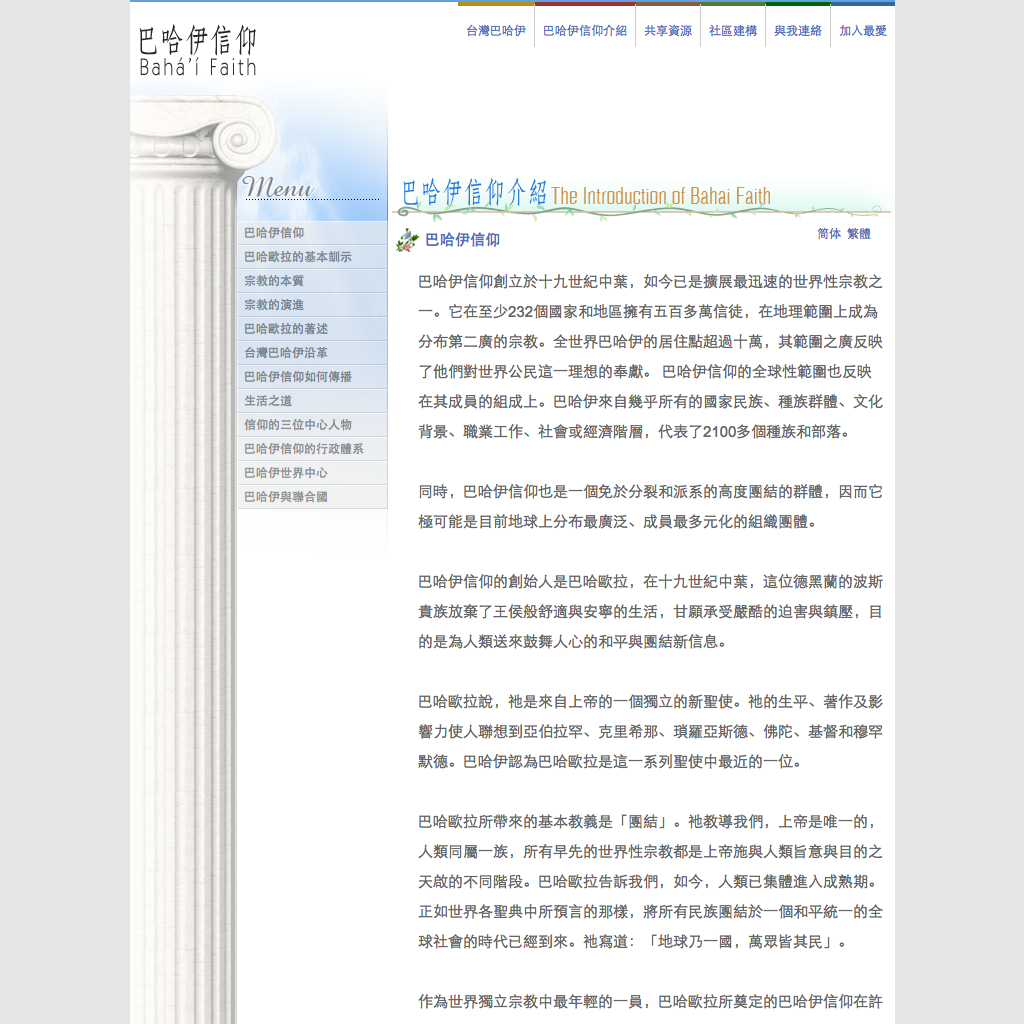 巴哈伊信仰
Bahá'í Faith
台灣巴哈伊
巴哈伊信仰介紹
共享資源
社區建構
與我連絡
加入最愛
Menu
巴哈伊信仰
巴哈歐拉的基本訓示
宗教的本質
宗教的演進
巴哈歐拉的著述
台灣巴哈伊沿革
巴哈伊信仰如何傳播
生活之道
信仰的三位中心人物
巴哈伊信仰的行政體系
巴哈伊世界中心
巴哈伊與聯合國
巴哈伊信仰介紹 The Introduction of Bahai Faith
巴哈伊信仰
简体 繁體
巴哈伊信仰創立於十九世紀中葉，如今已是擴展最迅速的世界性宗教之
一。它在至少232個國家和地區擁有五百多萬信徒，在地理範圍上成為
分布第二廣的宗教。全世界巴哈伊的居住點超過十萬，其範圍之廣反映
了他們對世界公民這一理想的奉獻。 巴哈伊信仰的全球性範圍也反映
在其成員的組成上。巴哈伊來自幾乎所有的國家民族、種族群體、文化
背景、職業工作、社會或經濟階層，代表了2100多個種族和部落。
同時，巴哈伊信仰也是一個免於分裂和派系的高度團結的群體，因而它
極可能是目前地球上分布最廣泛、成員最多元化的組織團體。
巴哈伊信仰的創始人是巴哈歐拉，在十九世紀中葉，這位德黑蘭的波斯
貴族放棄了王侯般舒適與安寧的生活，甘願承受嚴酷的迫害與鎮壓，目
的是為人類送來鼓舞人心的和平與團結新信息。
巴哈歐拉說，祂是來自上帝的一個獨立的新聖使。祂的生平、著作及影
響力使人聯想到亞伯拉罕、克里希那、瑣羅亞斯德、佛陀、基督和穆罕
默德。巴哈伊認為巴哈歐拉是這一系列聖使中最近的一位。
巴哈歐拉所帶來的基本教義是「團結」。祂教導我們，上帝是唯一的，
人類同屬一族，所有早先的世界性宗教都是上帝施與人類旨意與目的之
天啟的不同階段。巴哈歐拉告訴我們，如今，人類已集體進入成熟期。
正如世界各聖典中所預言的那樣，將所有民族團結於一個和平統一的全
球社會的時代已經到來。祂寫道：「地球乃一國，萬眾皆其民」。
作為世界獨立宗教中最年輕的一員，巴哈歐拉所奠定的巴哈伊信仰在許